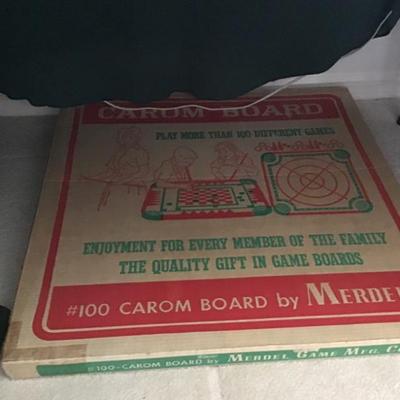 CAROM BOARD
PLAY MORE THAN 100 DIFFERENT GAMES
ENJOYMENT FOR EVERY MEMBER OF THE FAMILY
THE QUALITY GIFT IN GAME BOARDS
#100 CAROM BOARD by MERDEL
#100-CAROM BOARD BY MERDEL GAME MFG. CO